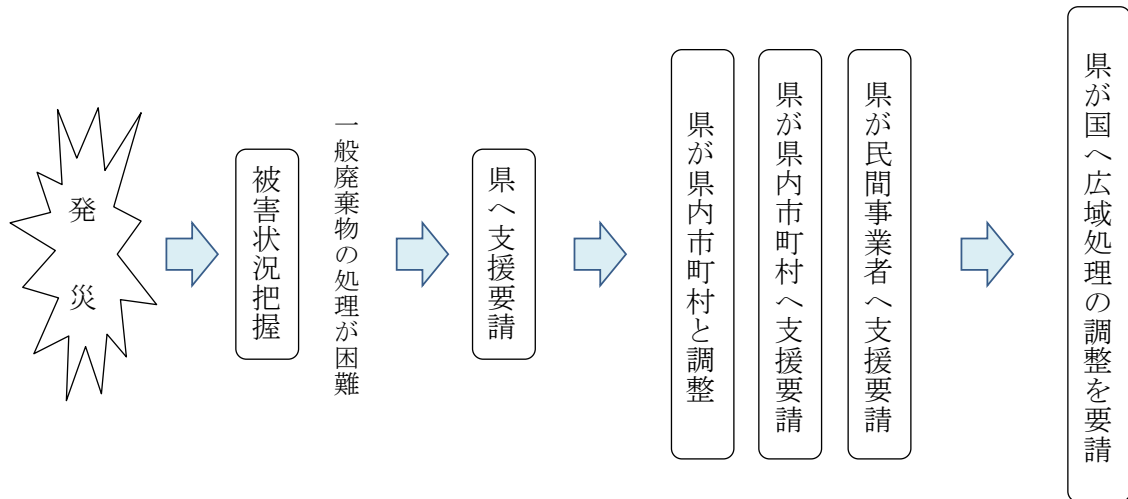 発災
被害状況把握
一般廃棄物の処理が困難
県へ支援要請
県が県内市町村と調整
県が県内市町村へ支援要請
県が民間事業者へ支援要請
県が国へ広域処理の調整を要請